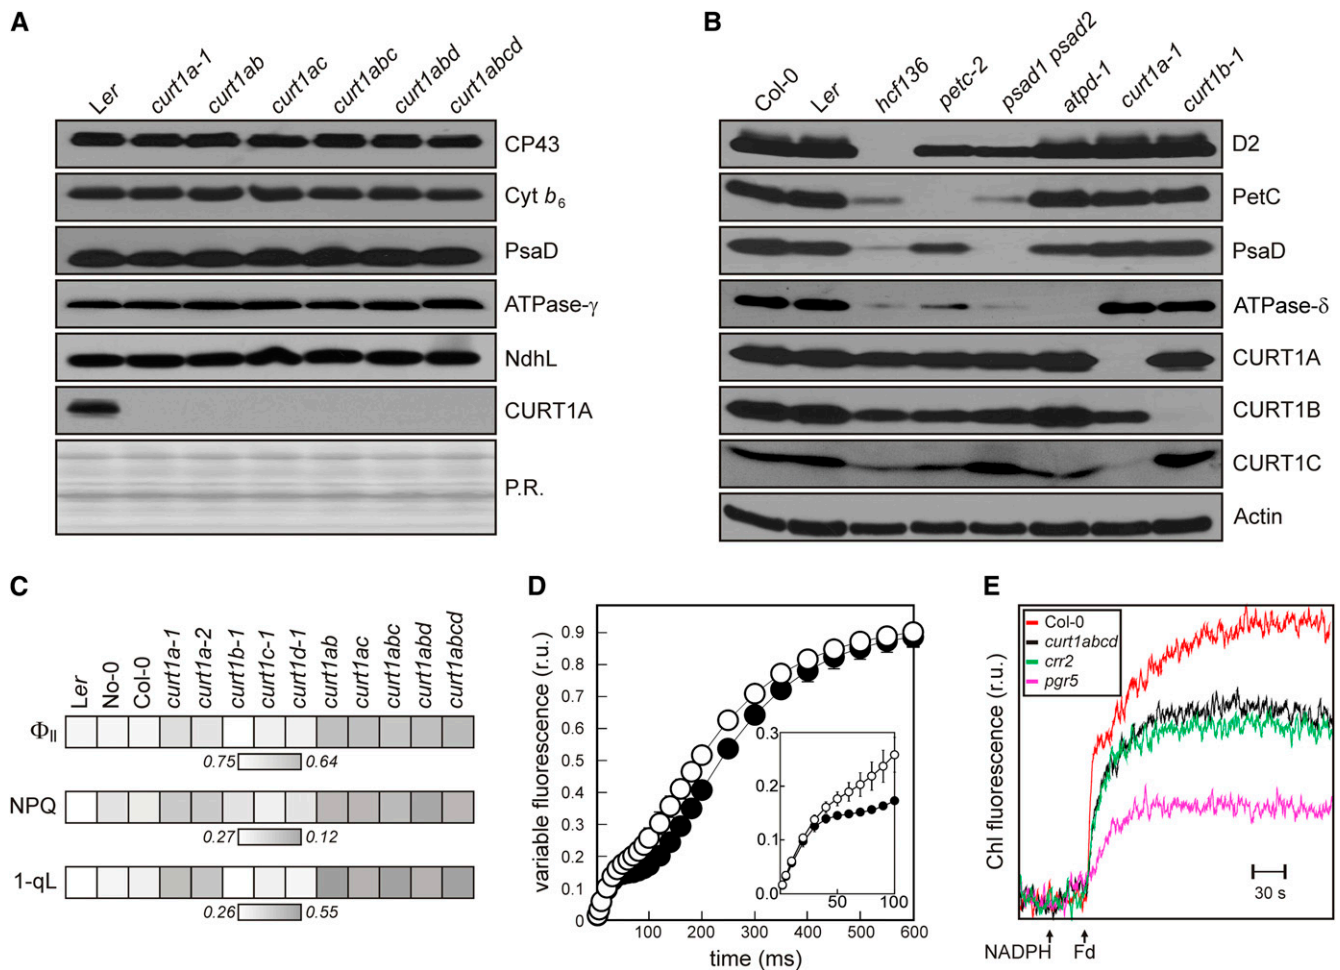 A
Ler
curt1a-1
curt1ab
curt1ac
curt1abc
curt1abd
curt1abcd
CP43
Cyt b6
PsaD
ATPase-γ
NdhL
CURT1A
P.R.
B
Col-0
Ler
hcf136
petc-2
psad1 psad2
atpd-1
curt1a-1
curt1b-1
D2
PetC
PsaD
ATPase-δ
CURT1A
CURT1B
CURT1C
Actin
C
Ler
No-0
Col-0
curt1a-1
curt1a-2
curt1b-1
curt1c-1
curt1d-1
curt1ab
curt1ac
curt1abc
curt1abd
curt1abcd
ΦII
0.75 0.64
NPQ
0.27 0.12
1-qL
0.26 0.55
D
variable fluorescence (r.u.)
0.9
0.8
0.7
0.6
0.5
0.4
0.3
0.2
0.1
0
100 200 300 400 500 600
time (ms)
0.3
0.2
0.1
0.0
50 100
E
Chl fluorescence (r.u.)
Col-0
curt1abcd
crr2
pgr5
30 s
NADPH Fd